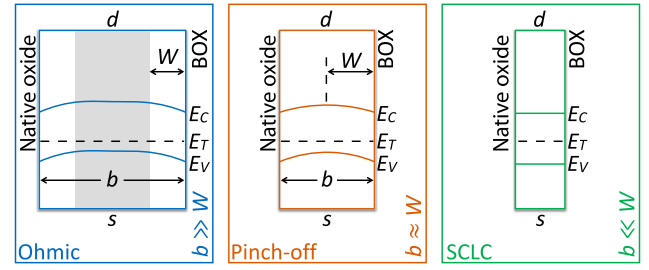 d
W
Native oxide
BOX
E_C
E_T
E_V
b
s
Ohmic
b >> W
d
W
Native oxide
BOX
E_C
E_T
E_V
b
s
Pinch-off
b ≈ W
d
Native oxide
BOX
E_C
E_T
E_V
s
SCLC
b << W